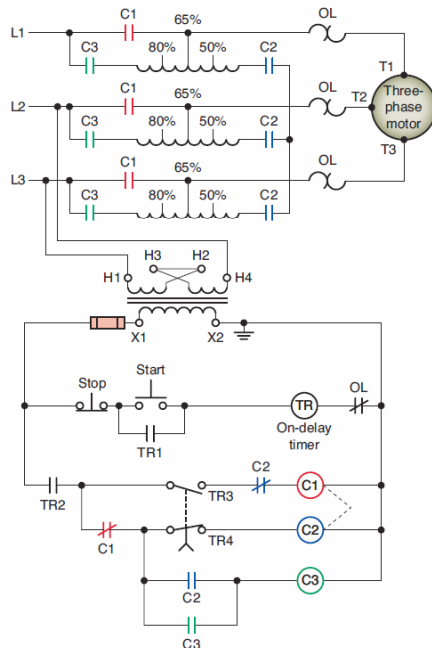 L1 C1 65% OL
C3 80% 50% C2 T1
L2 C1 65% OL T2 Three-
phase
motor
C3 80% 50% C2
T3
L3 C1 65% OL
C3 80% 50% C2
H3 H2
H1 H4
X1 X2
Stop Start OL
TR
TR1 On-delay
timer
TR2 TR3 C2 C1
C1 TR4 C2
C2 C3
C3